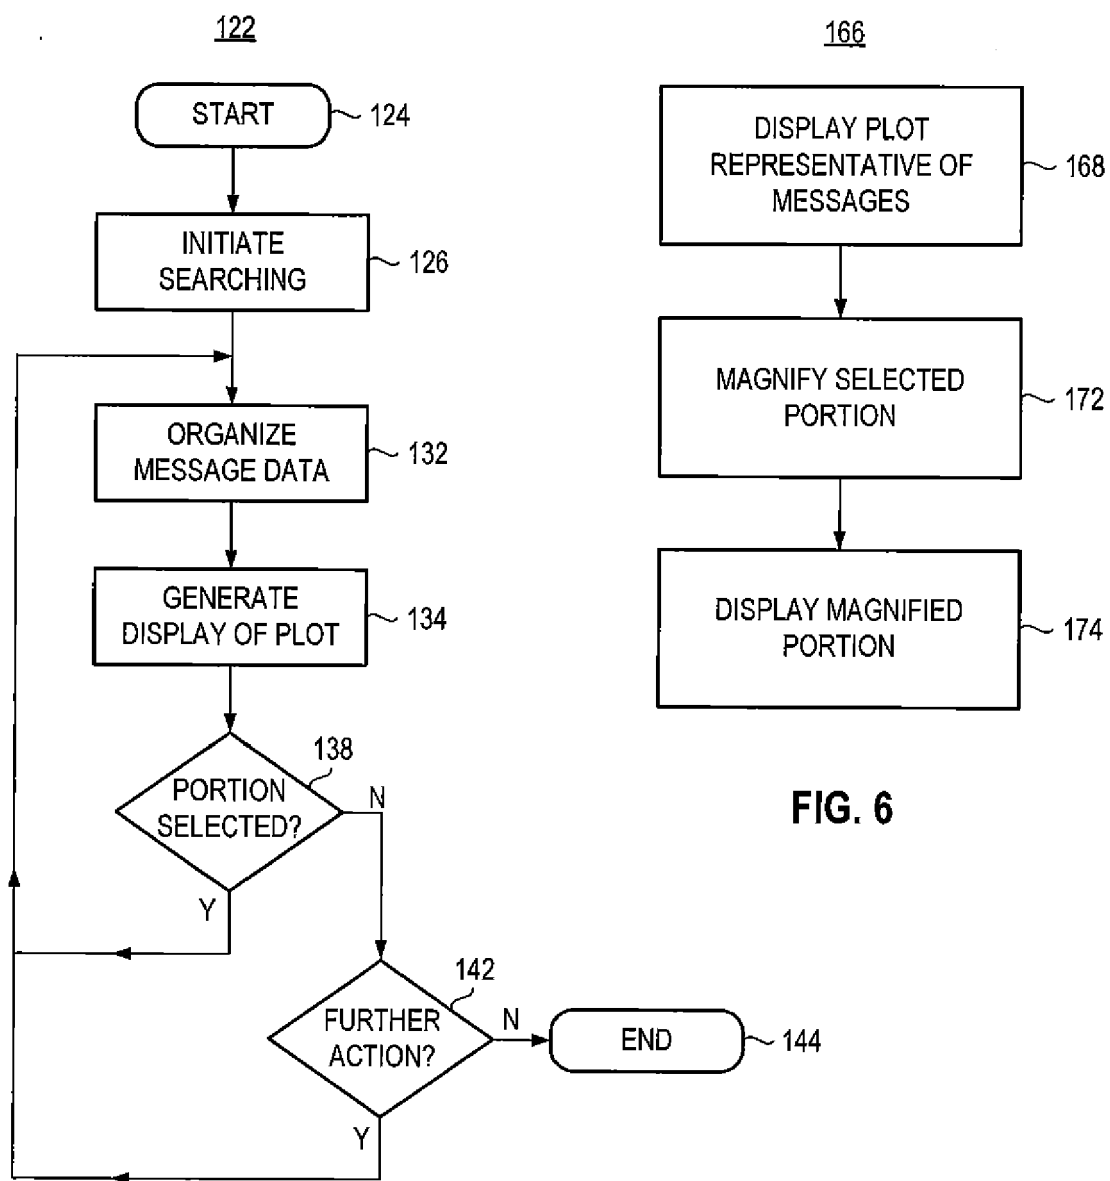 122
START
124
INITIATE
SEARCHING
126
ORGANIZE
MESSAGE DATA
132
GENERATE
DISPLAY OF PLOT
134
138
PORTION
SELECTED?
N
Y
142
FURTHER
ACTION?
N
Y
END
144
166
DISPLAY PLOT
REPRESENTATIVE OF
MESSAGES
168
MAGNIFY SELECTED
PORTION
172
DISPLAY MAGNIFIED
PORTION
174
FIG. 6